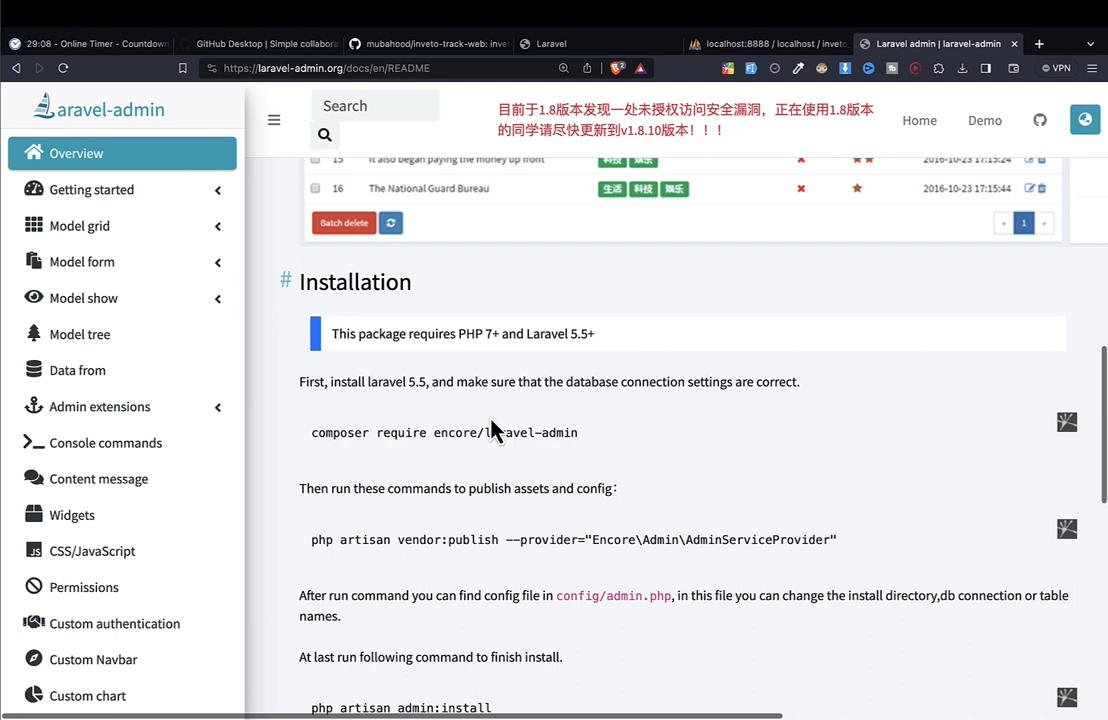 29:08 - Online Timer - Countdown
GitHub Desktop | Simple collabora
mubahood/inveto-track-web: inve
Laravel
localhost:8888 / localhost / inveto_
Laravel admin | laravel-admin
https://laravel-admin.org/docs/en/README
VPN
aravel-admin
Search
目前于1.8版本发现一处未授权访问安全漏洞，正在使用1.8版本
的同学请尽快更新到v1.8.10版本！！！
Home
Demo
Overview
Getting started
Model grid
Model form
Model show
Model tree
Data from
Admin extensions
Console commands
Content message
Widgets
CSS/JavaScript
Permissions
Custom authentication
Custom Navbar
Custom chart
15 It also began paying the money up front 科技 娱乐 2016-10-23 17:15:24
16 The National Guard Bureau 生活 科技 娱乐 2016-10-23 17:15:44
Batch delete
« 1 »
# Installation
This package requires PHP 7+ and Laravel 5.5+
First, install laravel 5.5, and make sure that the database connection settings are correct.
composer require encore/laravel-admin
Then run these commands to publish assets and config：
php artisan vendor:publish --provider="Encore\Admin\AdminServiceProvider"
After run command you can find config file in config/admin.php, in this file you can change the install directory,db connection or table
names.
At last run following command to finish install.
php artisan admin:install